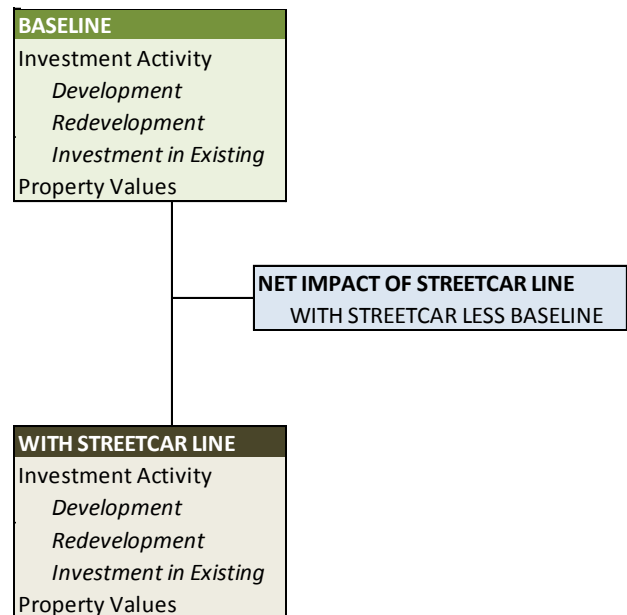 BASELINE
Investment Activity
Development
Redevelopment
Investment in Existing
Property Values
NET IMPACT OF STREETCAR LINE
WITH STREETCAR LESS BASELINE
WITH STREETCAR LINE
Investment Activity
Development
Redevelopment
Investment in Existing
Property Values